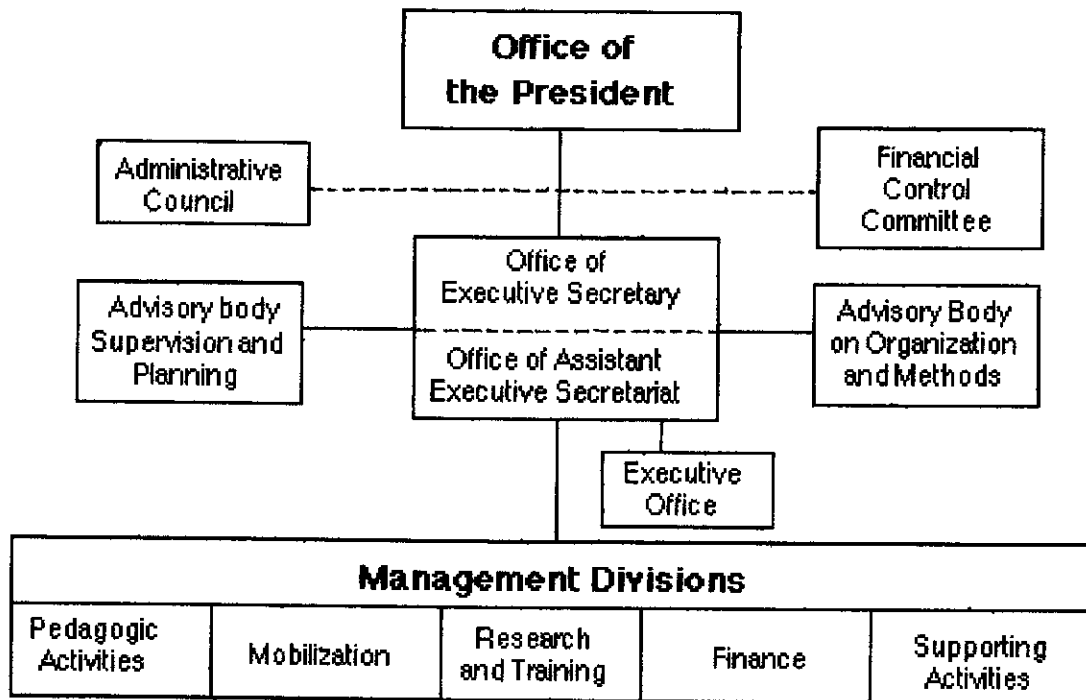 Office of
the President
Administrative
Council
Financial
Control
Committee
Office of
Executive Secretary
Advisory body
Supervision and
Planning
Office of Assistant
Executive Secretariat
Advisory Body
on Organization
and Methods
Executive
Office
Management Divisions
Pedagogic
Activities
Mobilization
Research
and Training
Finance
Supporting
Activities